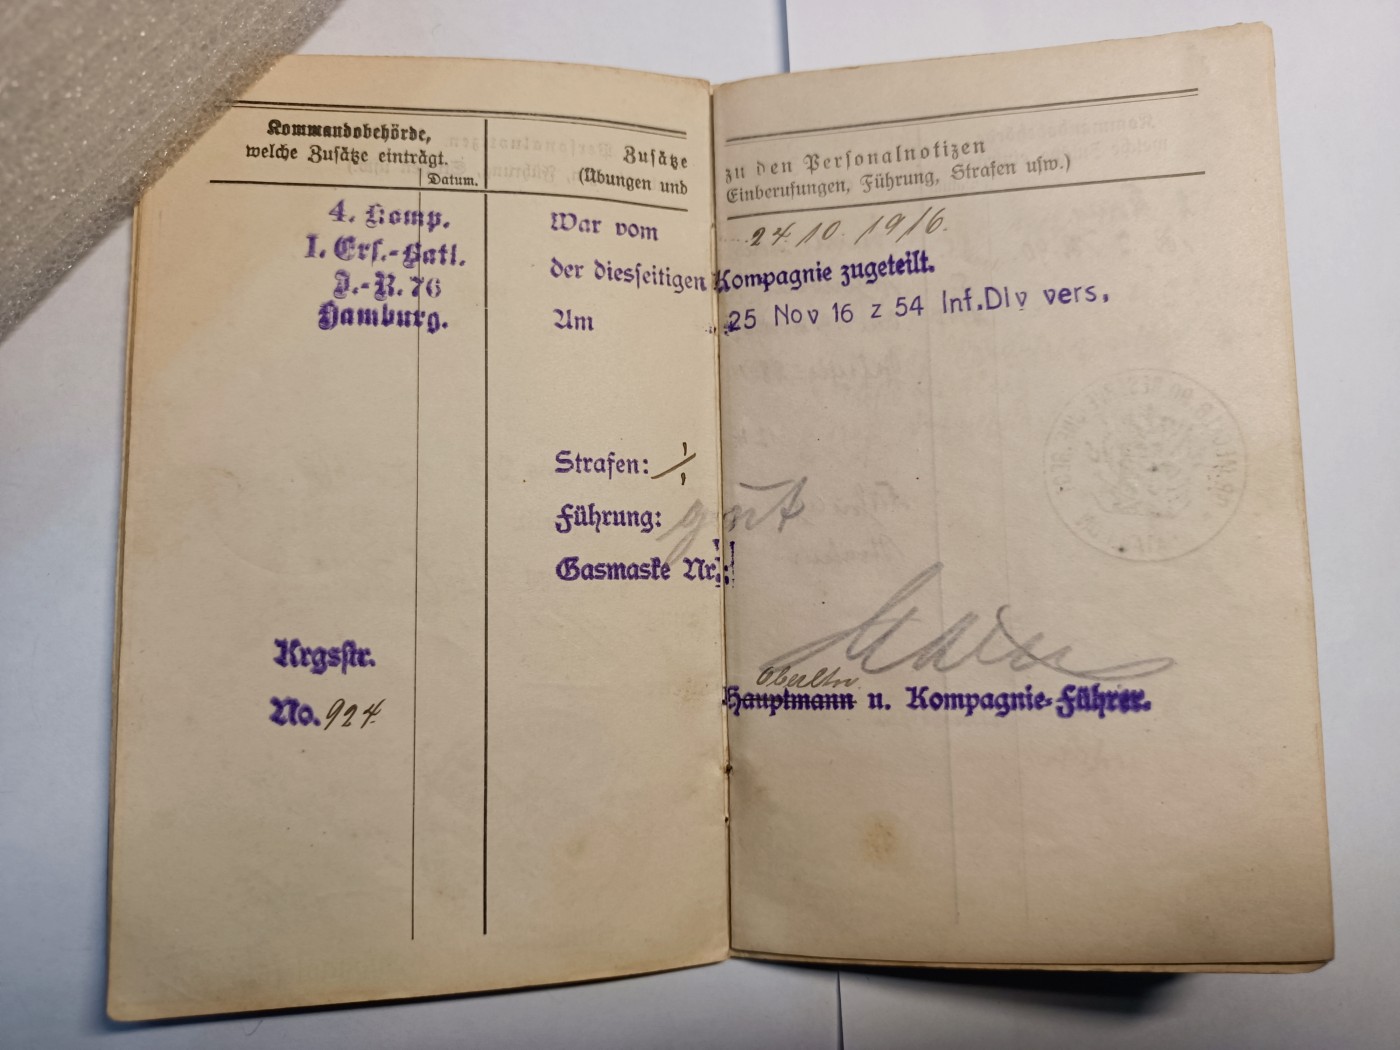 Kommandobehörde,
welche Zusätze einträgt.
Datum.
Zusätze zu den Personalnotizen
(Übungen und Einberufungen, Führung, Strafen usw.)
4. Komp.
I. Ers.-Batl.
J.-R. 76
Hamburg.
War vom 24. 10. 1916.
der diesseitigen Kompagnie zugeteilt.
Am 25 Nov 16 z 54 Inf.DIv vers.
Strafen: ./.
Führung: gut
Gasmaske Nr.
Krgsstr.
No. 924.
Oberltn.
Hauptmann u. Kompagnie-Führer.